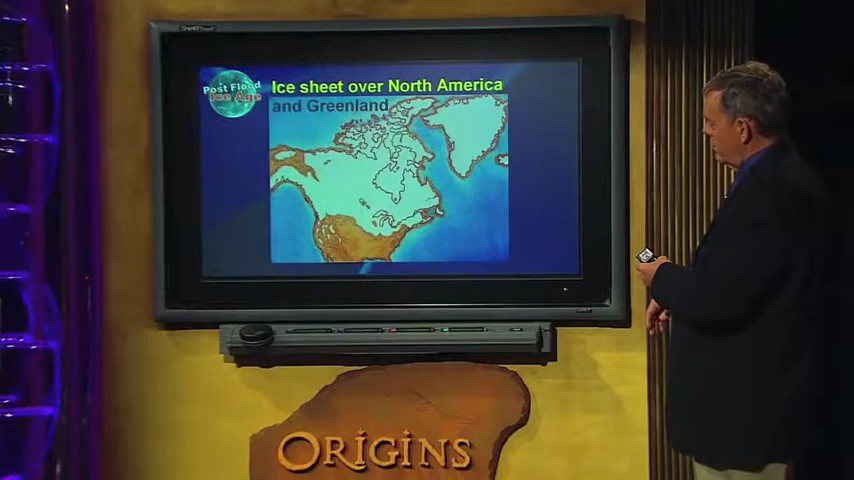 Post Flood
Ice Age
Ice sheet over North America
and Greenland
ORIGINS